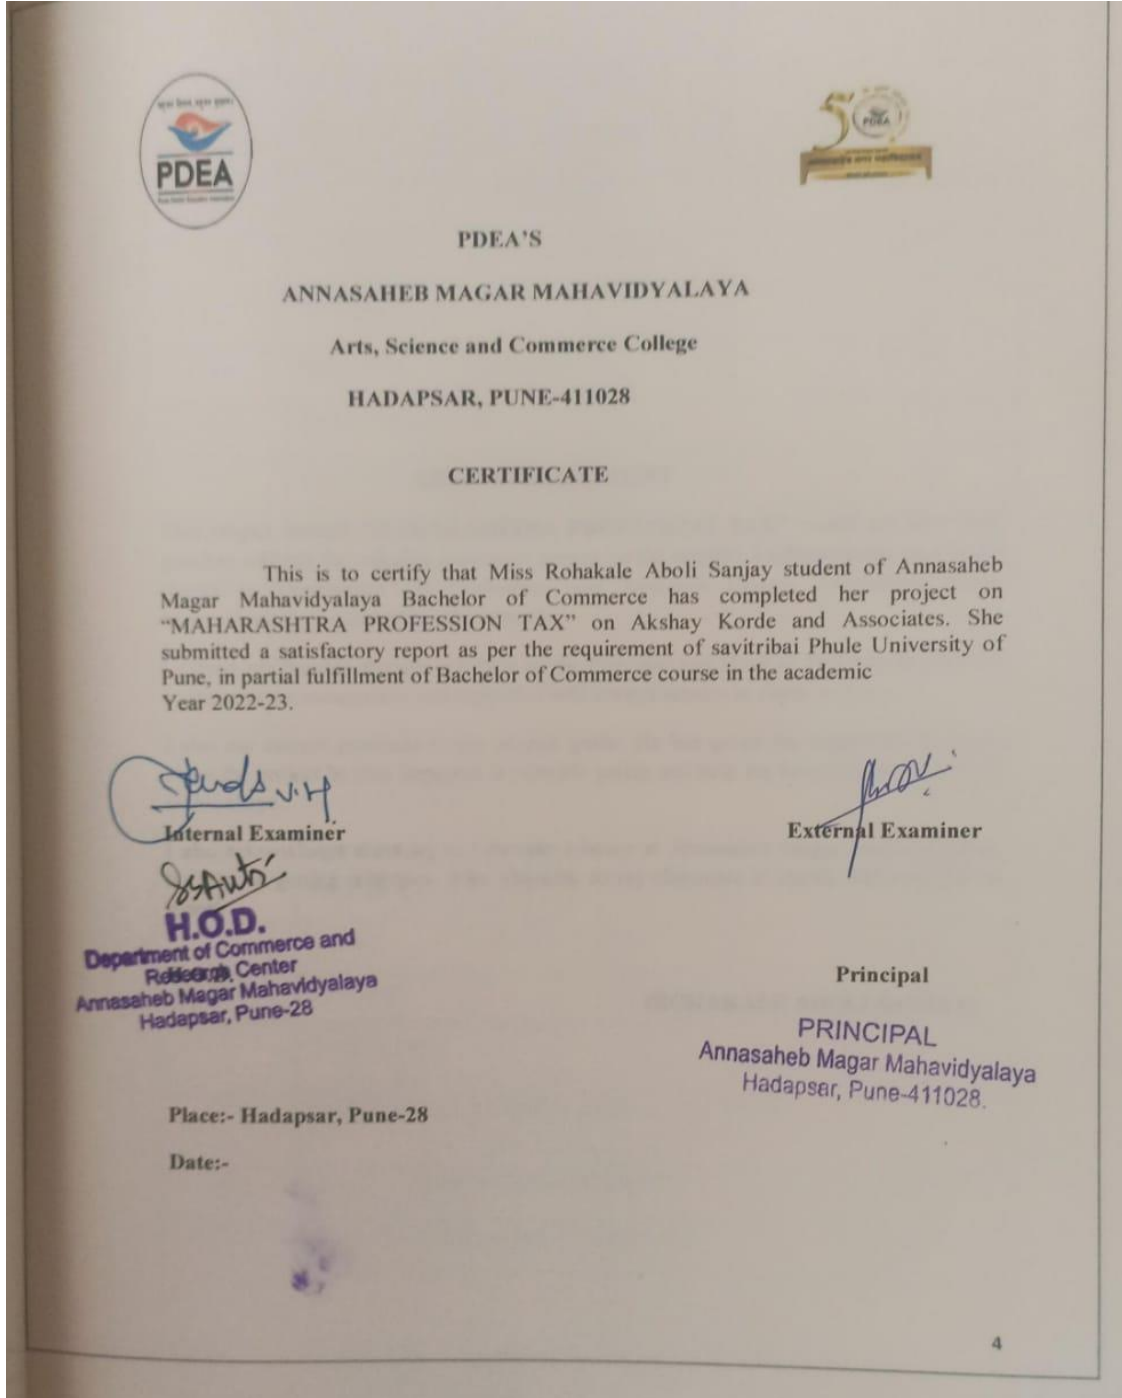 PDEA
50
PDEA
PDEA'S
ANNASAHEB MAGAR MAHAVIDYALAYA
Arts, Science and Commerce College
HADAPSAR, PUNE-411028
CERTIFICATE
This is to certify that Miss Rohakale Aboli Sanjay student of Annasaheb
Magar Mahavidyalaya Bachelor of Commerce has completed her project on
“MAHARASHTRA PROFESSION TAX” on Akshay Korde and Associates. She
submitted a satisfactory report as per the requirement of savitribai Phule University of
Pune, in partial fulfillment of Bachelor of Commerce course in the academic
Year 2022-23.
V.H
Internal Examiner
External Examiner
H.O.D.
Department of Commerce and
Center
Annasaheb Magar Mahavidyalaya
Hadapsar, Pune-28
Principal
PRINCIPAL
Annasaheb Magar Mahavidyalaya
Hadapsar, Pune-411028.
Place:- Hadapsar, Pune-28
Date:-
4